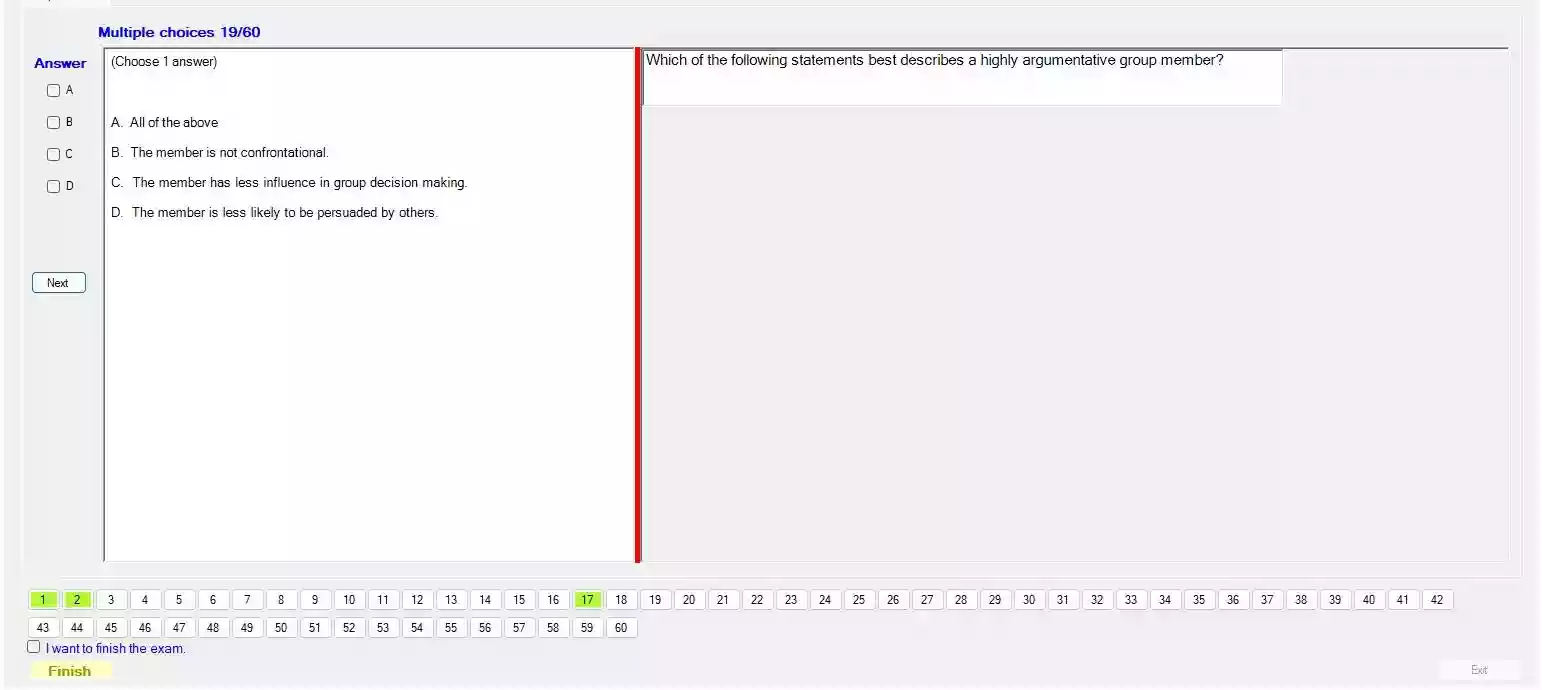 Multiple choices 19/60
Answer
(Choose 1 answer)
Which of the following statements best describes a highly argumentative group member?
A
B
C
D
A. All of the above
B. The member is not confrontational.
C. The member has less influence in group decision making.
D. The member is less likely to be persuaded by others.
Next
1 2 3 4 5 6 7 8 9 10 11 12 13 14 15 16 17 18 19 20 21 22 23 24 25 26 27 28 29 30 31 32 33 34 35 36 37 38 39 40 41 42
43 44 45 46 47 48 49 50 51 52 53 54 55 56 57 58 59 60
I want to finish the exam.
Finish
Exit